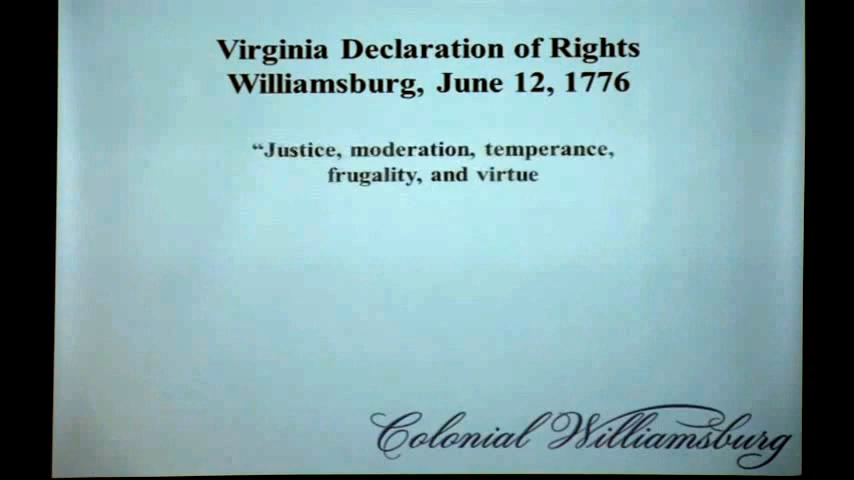 Virginia Declaration of Rights
Williamsburg, June 12, 1776
“Justice, moderation, temperance,
frugality, and virtue
Colonial Williamsburg